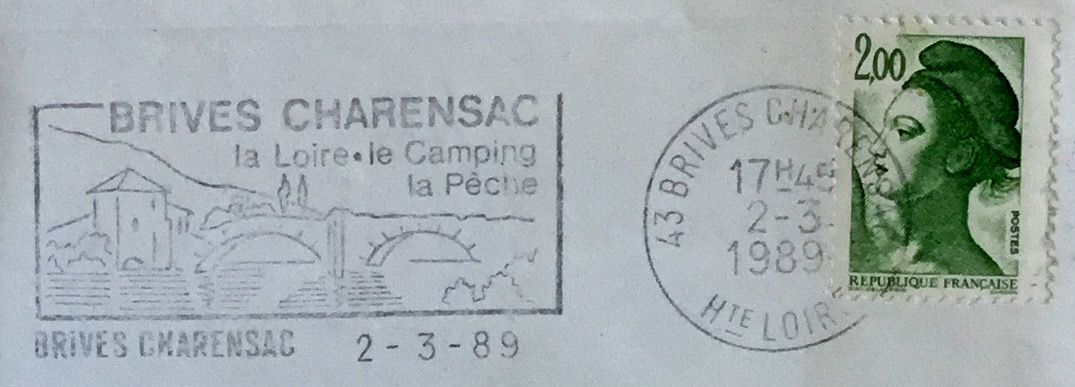 BRIVES CHARENSAC
la Loire • le Camping
la Pêche
BRIVES CHARENSAC 2 - 3 - 89
43 BRIVES CHARENSAC
17H45
2-3.
1989
HTE LOIR.
2,00
POSTES
REPUBLIQUE FRANÇAISE